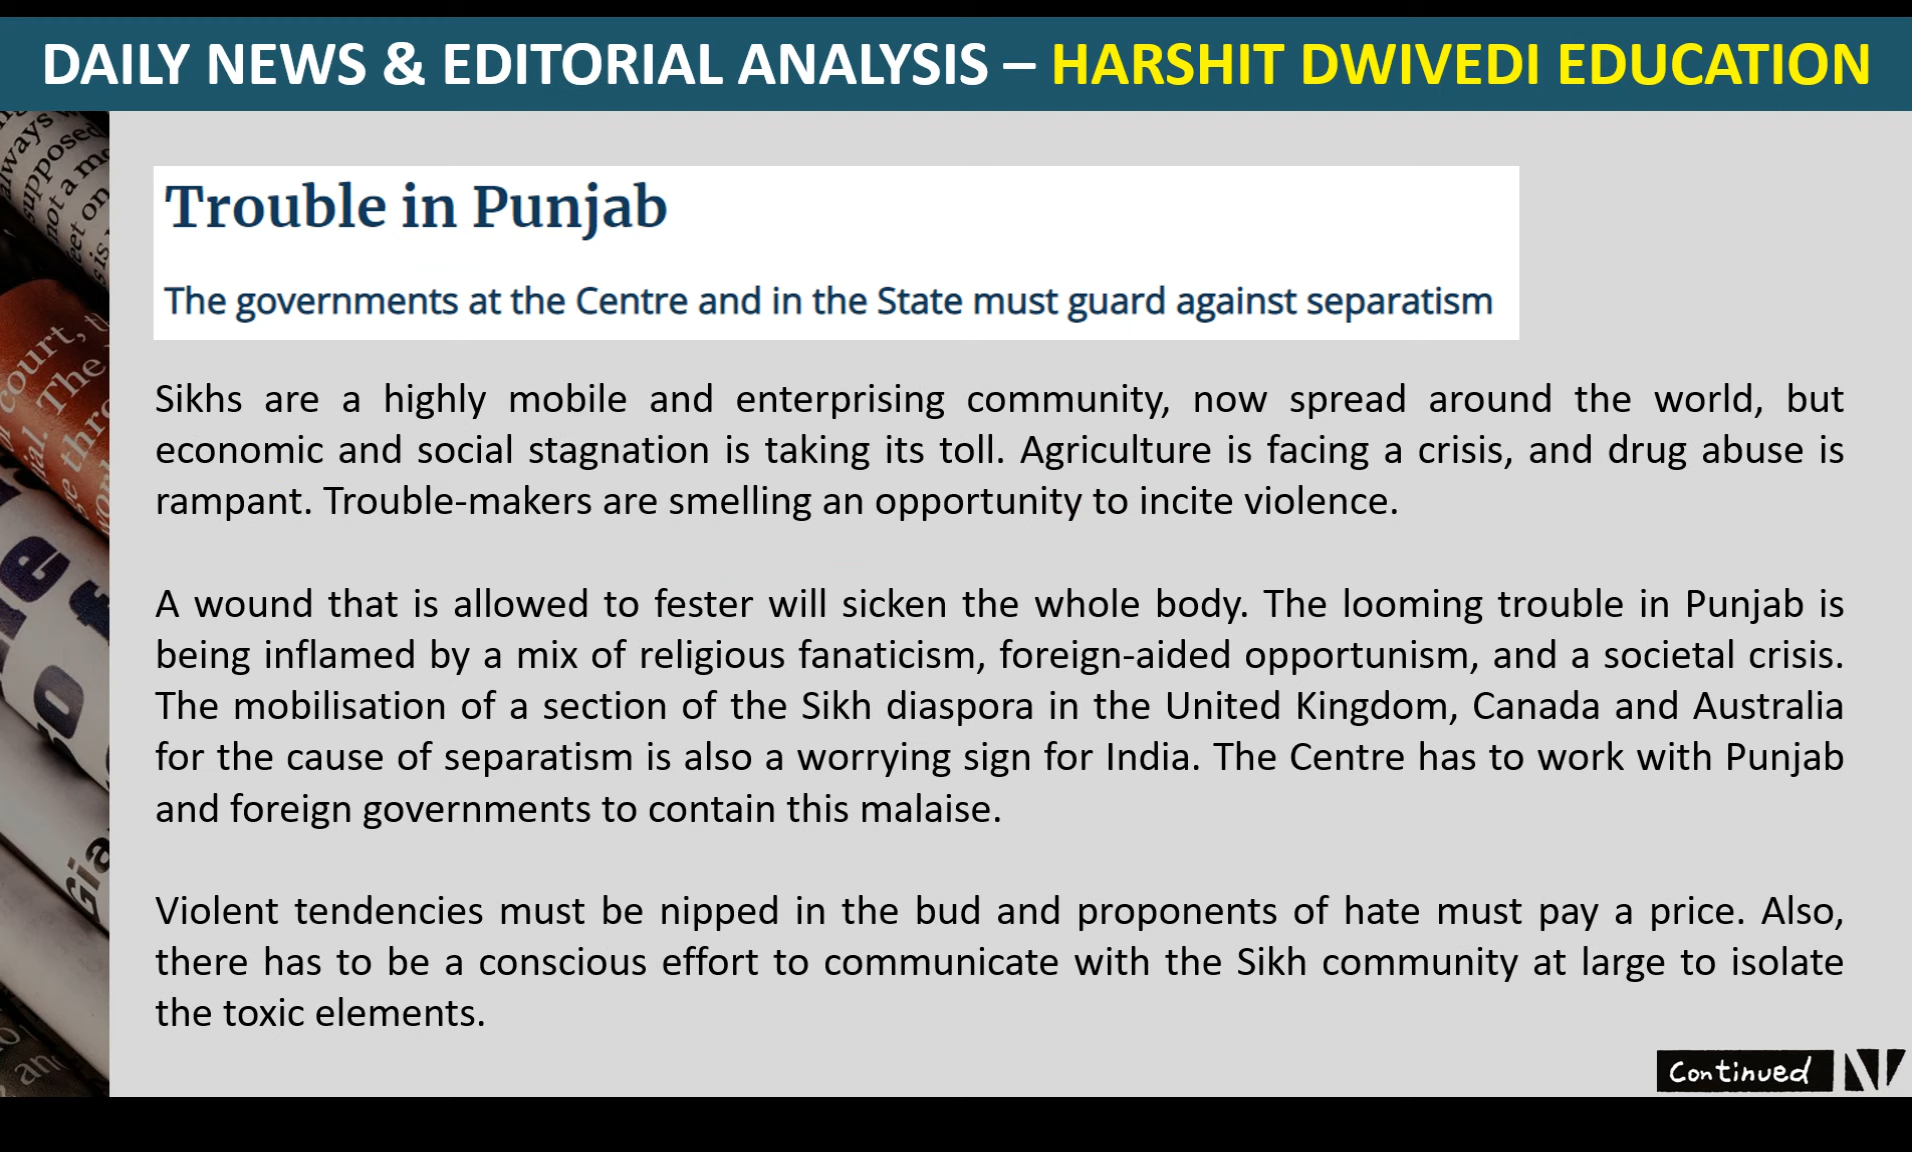 DAILY NEWS & EDITORIAL ANALYSIS – HARSHIT DWIVEDI EDUCATION
Trouble in Punjab
The governments at the Centre and in the State must guard against separatism
Sikhs are a highly mobile and enterprising community, now spread around the world, but
economic and social stagnation is taking its toll. Agriculture is facing a crisis, and drug abuse is
rampant. Trouble-makers are smelling an opportunity to incite violence.
A wound that is allowed to fester will sicken the whole body. The looming trouble in Punjab is
being inflamed by a mix of religious fanaticism, foreign-aided opportunism, and a societal crisis.
The mobilisation of a section of the Sikh diaspora in the United Kingdom, Canada and Australia
for the cause of separatism is also a worrying sign for India. The Centre has to work with Punjab
and foreign governments to contain this malaise.
Violent tendencies must be nipped in the bud and proponents of hate must pay a price. Also,
there has to be a conscious effort to communicate with the Sikh community at large to isolate
the toxic elements.
Continued